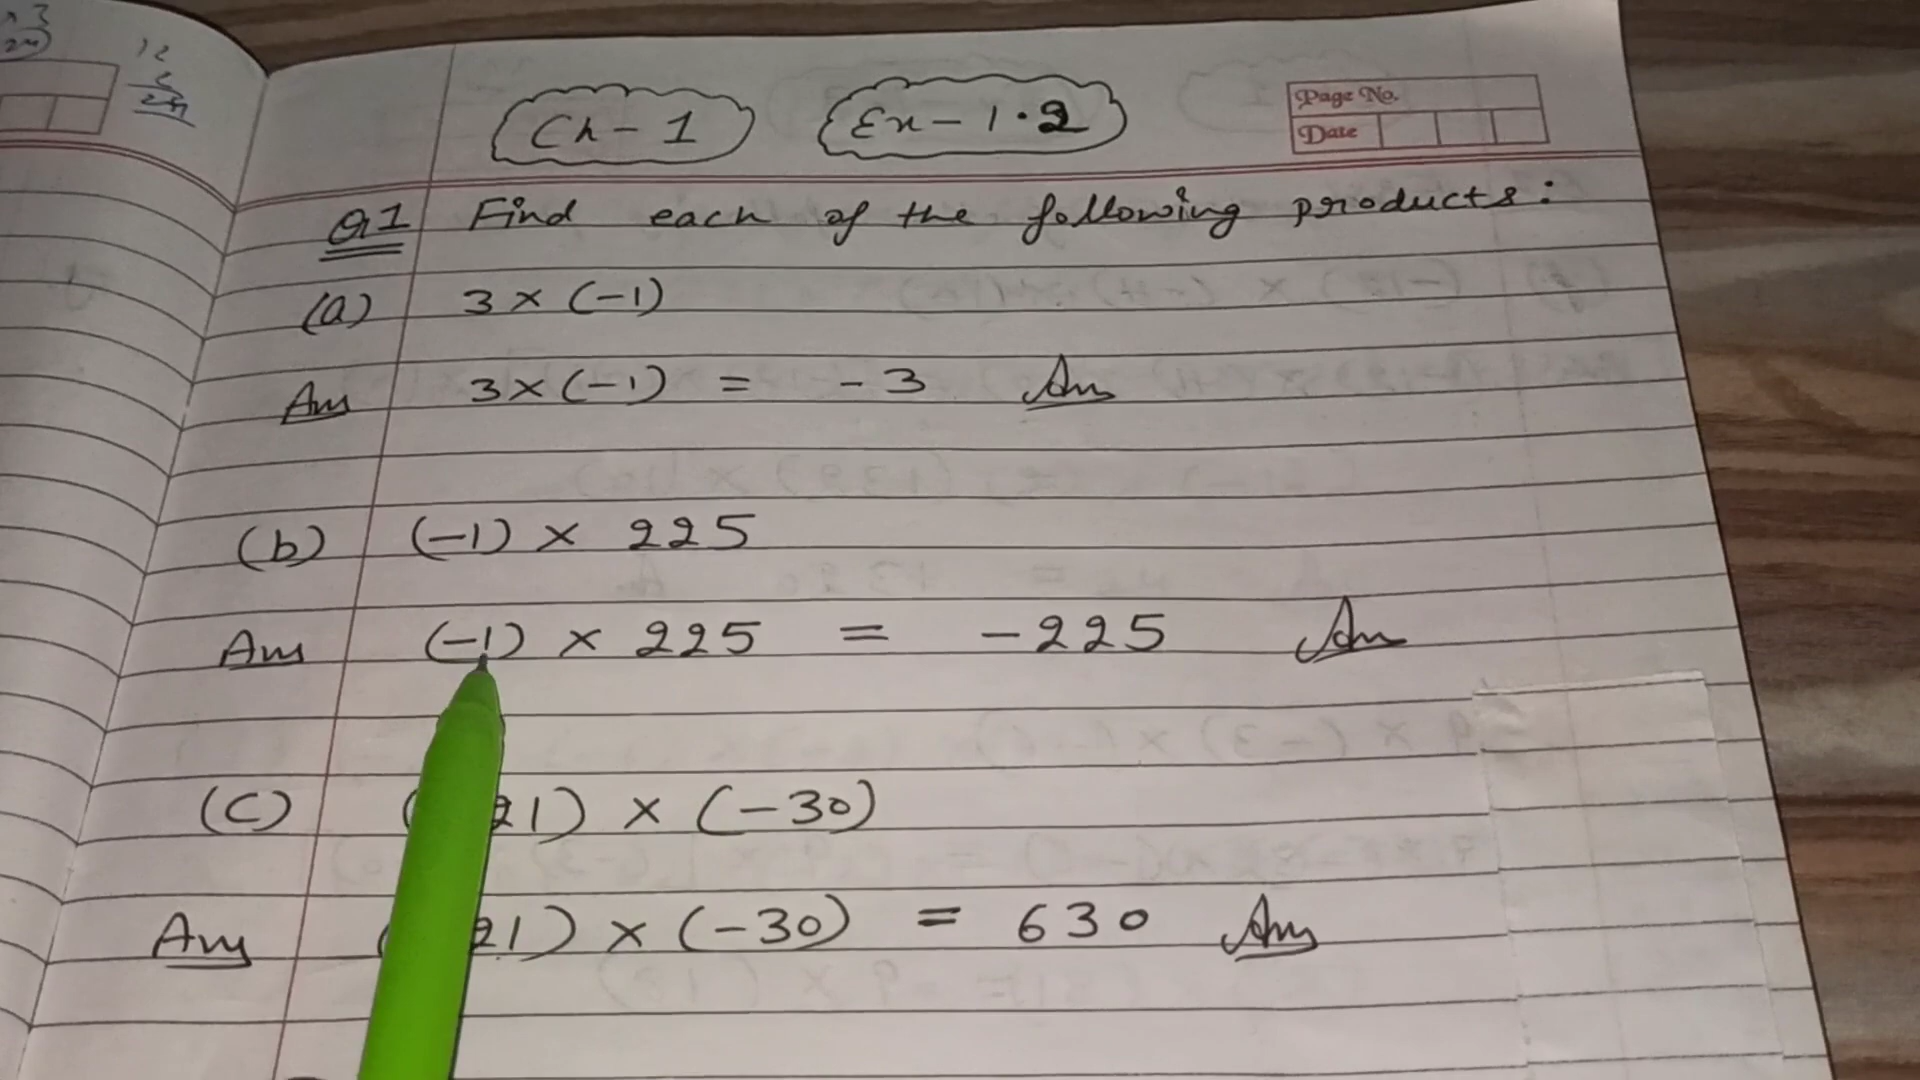 Ch - 1 Ex - 1.2
Page No.
Date
Q1 Find each of the following products:
(a) 3 × (-1)
Ans 3 × (-1) = - 3 Ans
(b) (-1) × 225
Ans (-1) × 225 = - 225 Ans
(c) 21) × (-30)
Ans 21) × (-30) = 630 Ans